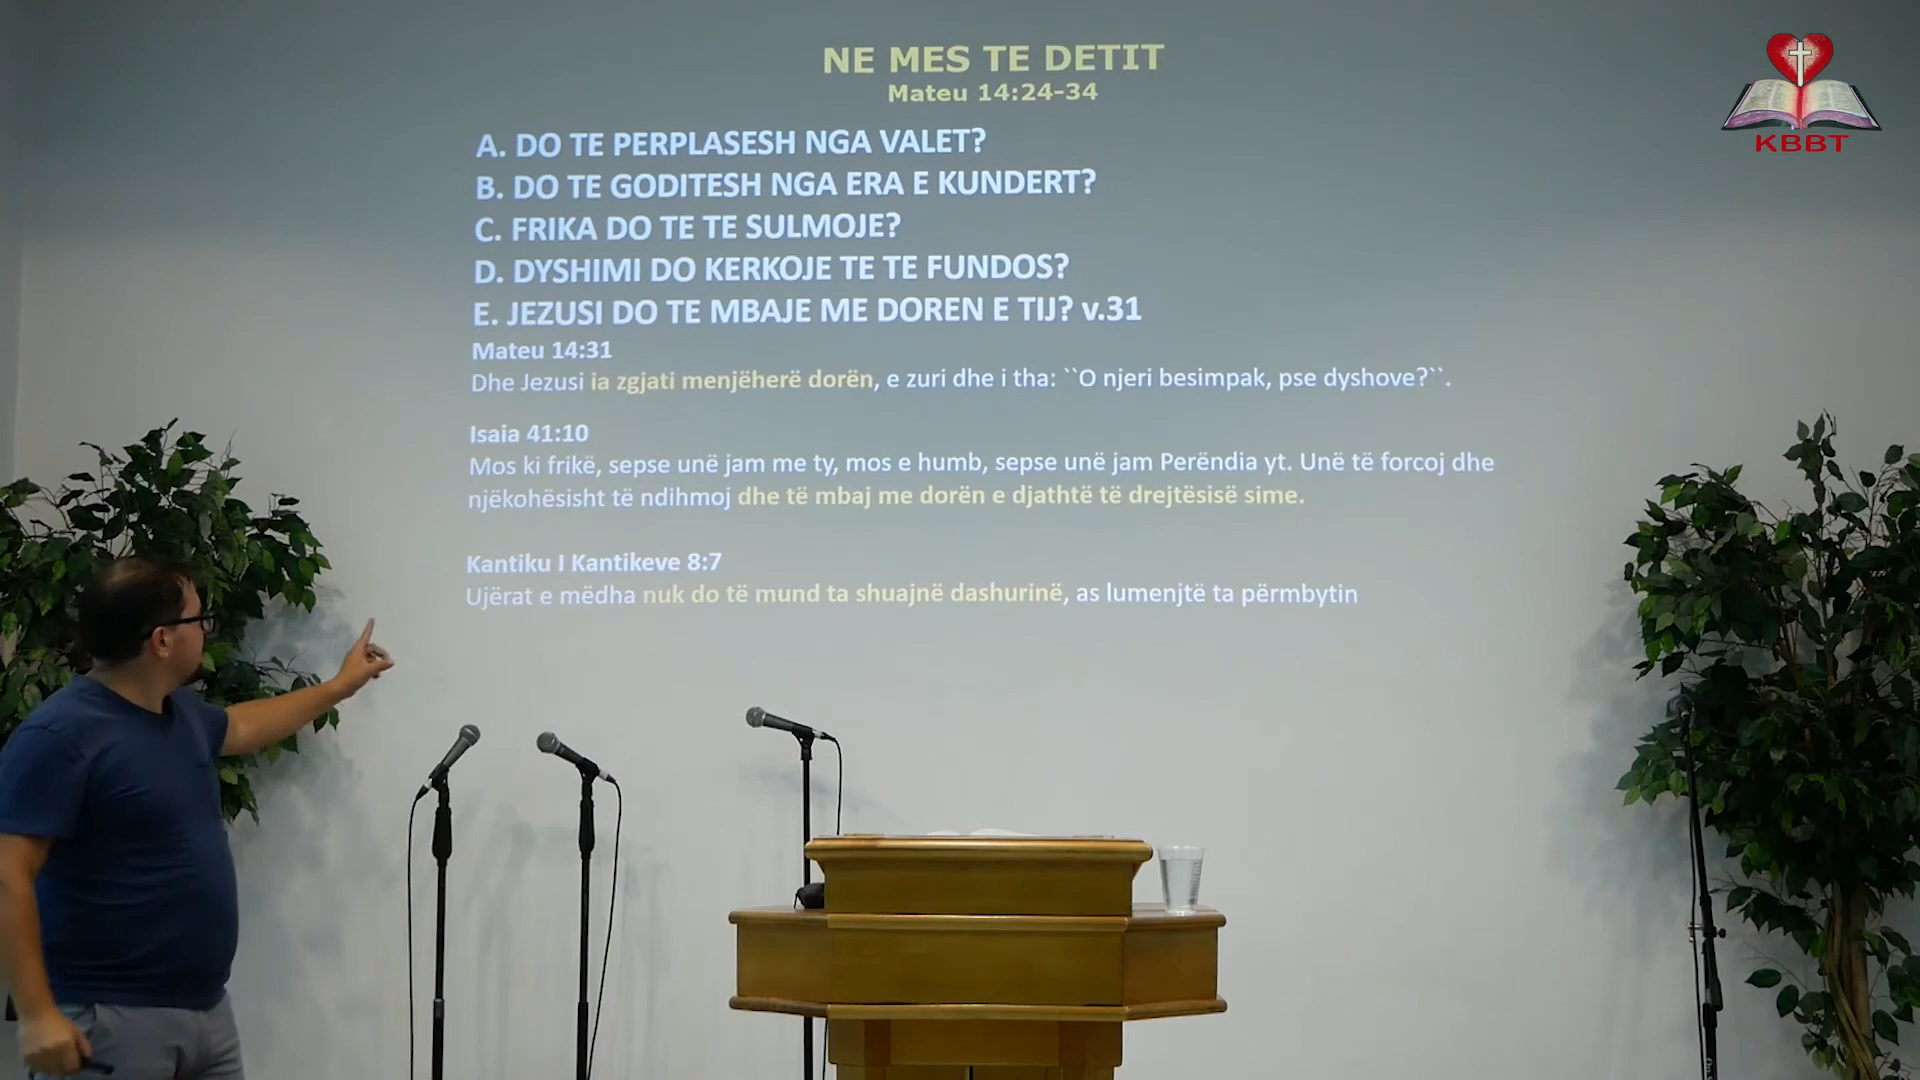 NE MES TE DETIT
Mateu 14:24-34
KBBT
A. DO TE PERPLASESH NGA VALET?
B. DO TE GODITESH NGA ERA E KUNDERT?
C. FRIKA DO TE TE SULMOJE?
D. DYSHIMI DO KERKOJE TE TE FUNDOS?
E. JEZUSI DO TE MBAJE ME DOREN E TIJ? v.31
Mateu 14:31
Dhe Jezusi ia zgjati menjëherë dorën, e zuri dhe i tha: ``O njeri besimpak, pse dyshove?``.
Isaia 41:10
Mos ki frikë, sepse unë jam me ty, mos e humb, sepse unë jam Perëndia yt. Unë të forcoj dhe
njëkohësisht të ndihmoj dhe të mbaj me dorën e djathtë të drejtësisë sime.
Kantiku I Kantikeve 8:7
Ujërat e mëdha nuk do të mund ta shuajnë dashurinë, as lumenjtë ta përmbytin